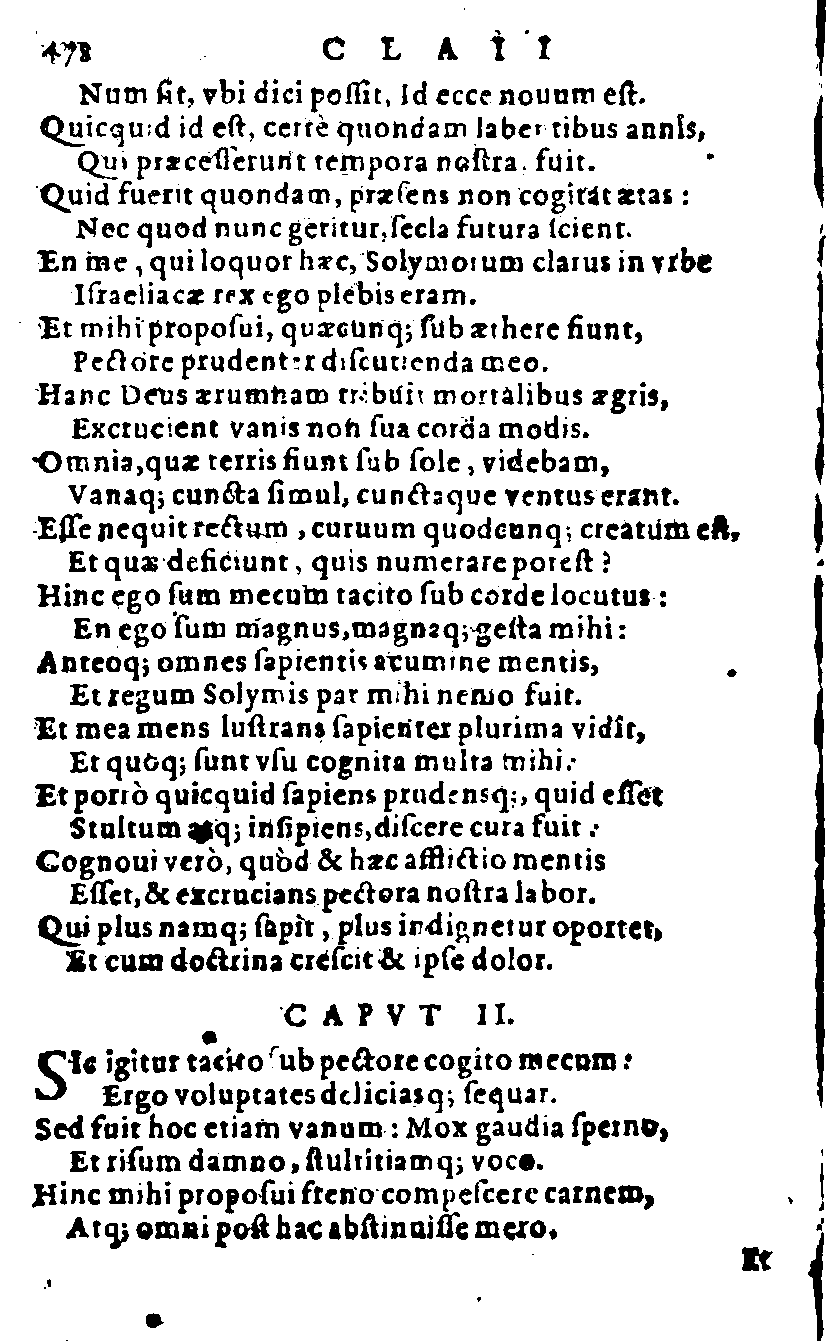 478 CLAII
Num ſit, vbi dici poſſit, Id ecce nouum eſt.
Quicquid id eſt, certè quondam labentibus annis,
Qui præceſſerunt tempora noſtra, fuit.
Quid fuerit quondam, præſens non cogitat ætas:
Nec quod nunc geritur, ſecla futura ſcient.
En me, qui loquor hæc, Solymorum clarus in vrbe
Iſraeliacæ rex ego plebis eram.
Et mihi propoſui, quæcunq; ſub æthere fiunt,
Pectore prudenter diſcutienda meo.
Hanc Deus ærumnam tribuit mortalibus ægris,
Excrucient vanis non ſua corda modis.
Omnia, quæ terris fiunt ſub ſole, videbam,
Vanaq; cuncta ſimul, cunctaque ventus erant.
Eſſe nequit rectum, curuum quodcunq; creatum eſt,
Et quæ deficiunt, quis numerare poteſt?
Hinc ego ſum mecum tacito ſub corde locutus:
En ego ſum magnus, magnaq; geſta mihi:
Anteoq; omnes ſapientis acumine mentis,
Et regum Solymis par mihi nemo fuit.
Et mea mens luſtrans ſapienter plurima vidit,
Et quoq; ſunt vſu cognita multa mihi.
Et porrò quicquid ſapiens prudensq;, quid eſſet
Stultum atq; inſipiens, diſcere cura fuit.
Cognoui verò, quòd & hæc afflictio mentis
Eſſet, & excrucians pectora noſtra labor.
Qui plus namq; ſapit, plus indignetur oportet,
Et cum doctrina creſcit & ipſe dolor.
CAPVT II.
Sic igitur tacito ſub pectore cogito mecum:
Ergo voluptates deliciasq; ſequar.
Sed fuit hoc etiam vanum: Mox gaudia ſperno,
Et riſum damno, ſtultitiamq; voco.
Hinc mihi propoſui freno compeſcere carnem,
Atq; omni poſt hac abſtinuiſſe mero.
Et